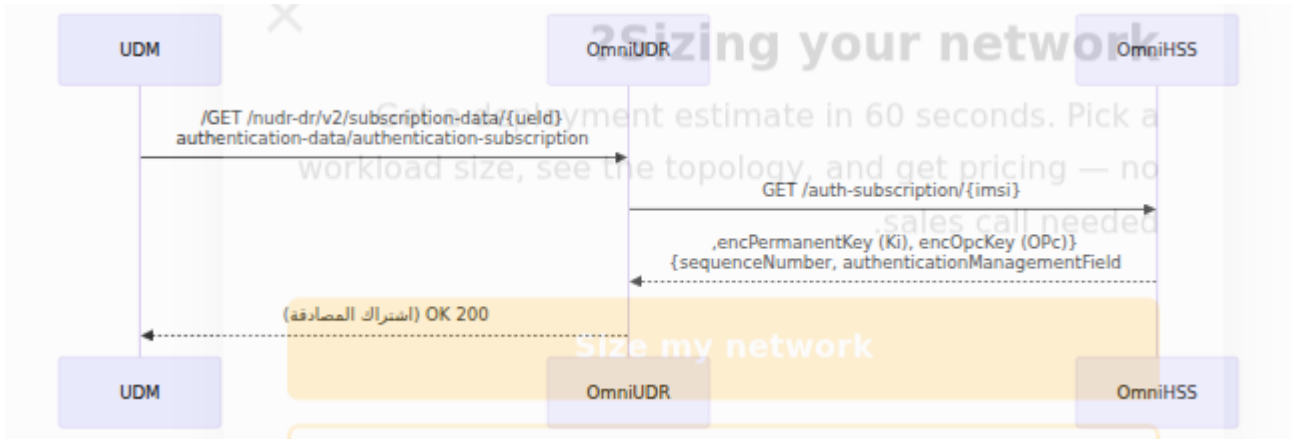 ×
?Sizing your network
Get a deployment estimate in 60 seconds. Pick a
workload size, see the topology, and get pricing — no
.sales call needed
Size my network
UDM
OmniUDR
OmniHSS
/GET /nudr-dr/v2/subscription-data/{ueId}
authentication-data/authentication-subscription
GET /auth-subscription/{imsi}
,encPermanentKey (Ki), encOpcKey (OPc)}
{sequenceNumber, authenticationManagementField
(اشتراك المصادقة) OK 200
UDM
OmniUDR
OmniHSS